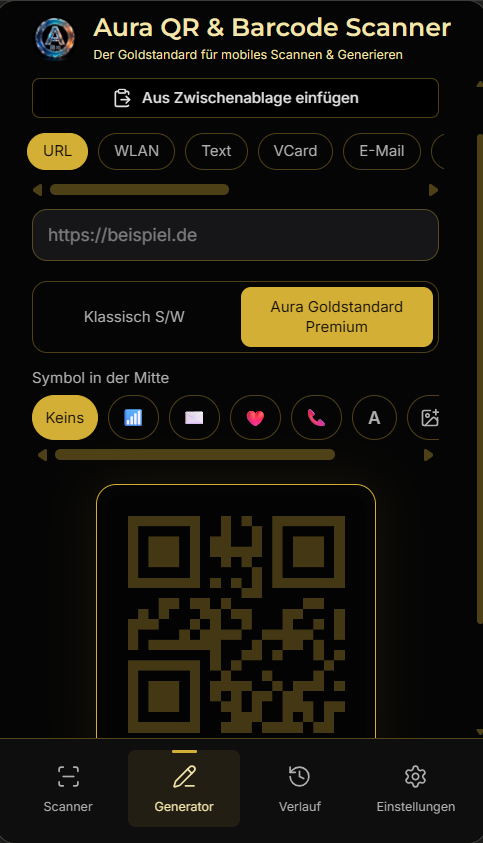 Aura QR & Barcode Scanner
Der Goldstandard für mobiles Scannen & Generieren
Aus Zwischenablage einfügen
URL WLAN Text VCard E-Mail
https://beispiel.de
Klassisch S/W
Aura Goldstandard
Premium
Symbol in der Mitte
Keins A
Scanner Generator Verlauf Einstellungen